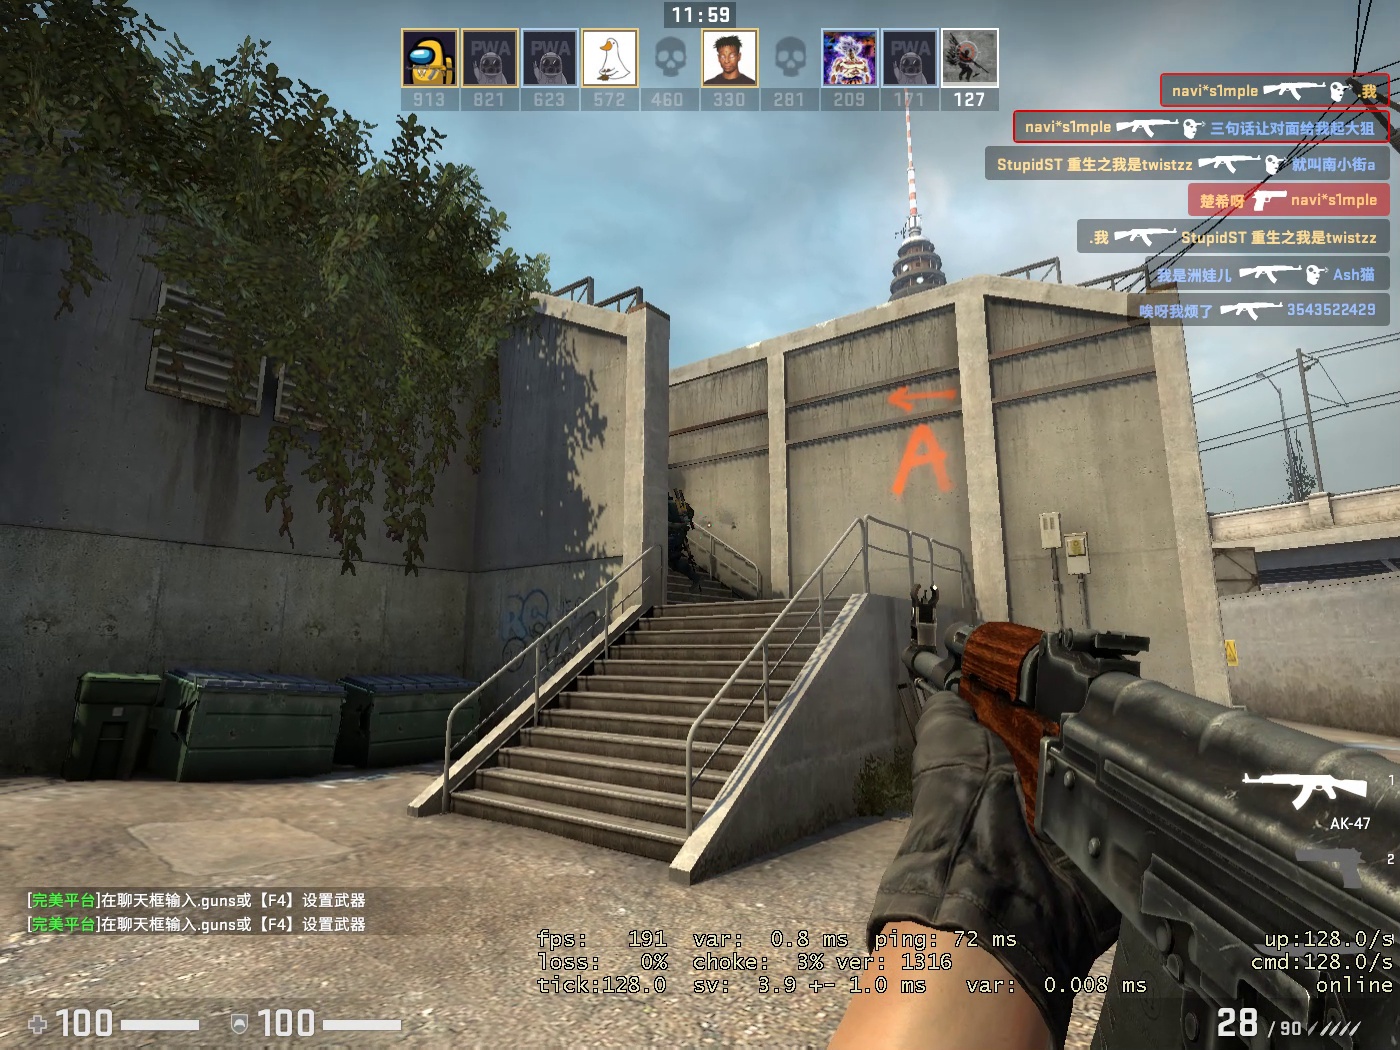 11:59
PWA PWA PWA
913 821 623 572 460 330 281 209 171 127
navi*s1mple .我
navi*s1mple 三句话让对面给我起大狙
StupidST 重生之我是twistzz 就叫南小街a
楚希呀 navi*s1mple
.我 StupidST 重生之我是twistzz
我是洲娃儿 Ash猫
唉呀我烦了 3543522429
A
1
AK-47
2
[完美平台]在聊天框输入.guns或【F4】设置武器
[完美平台]在聊天框输入.guns或【F4】设置武器
fps: 191 var: 0.8 ms ping: 72 ms up:128.0/s
loss: 0% choke: 3% ver: 1316 cmd:128.0/s
tick:128.0 sv: 3.9 +- 1.0 ms var: 0.008 ms online
100 100 28 / 90